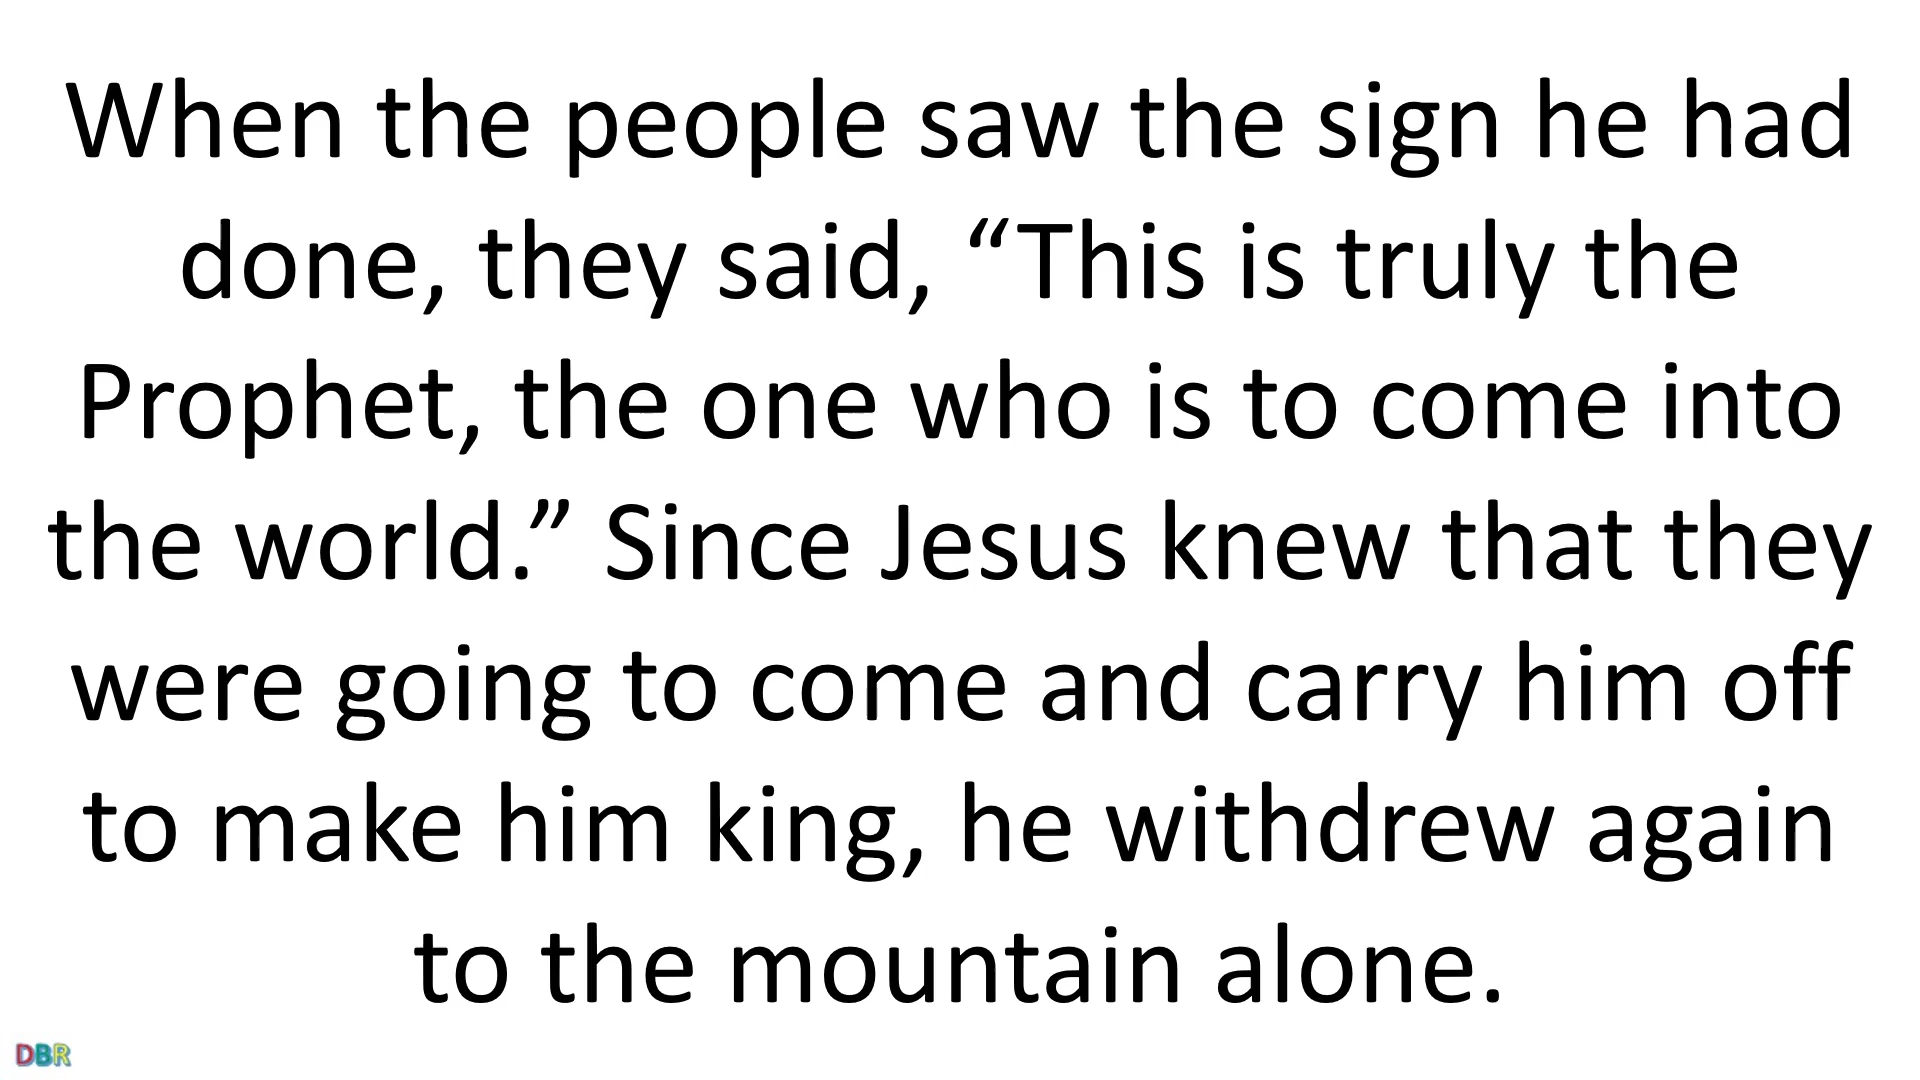 When the people saw the sign he had
done, they said, “This is truly the
Prophet, the one who is to come into
the world.” Since Jesus knew that they
were going to come and carry him off
to make him king, he withdrew again
to the mountain alone.
DBR